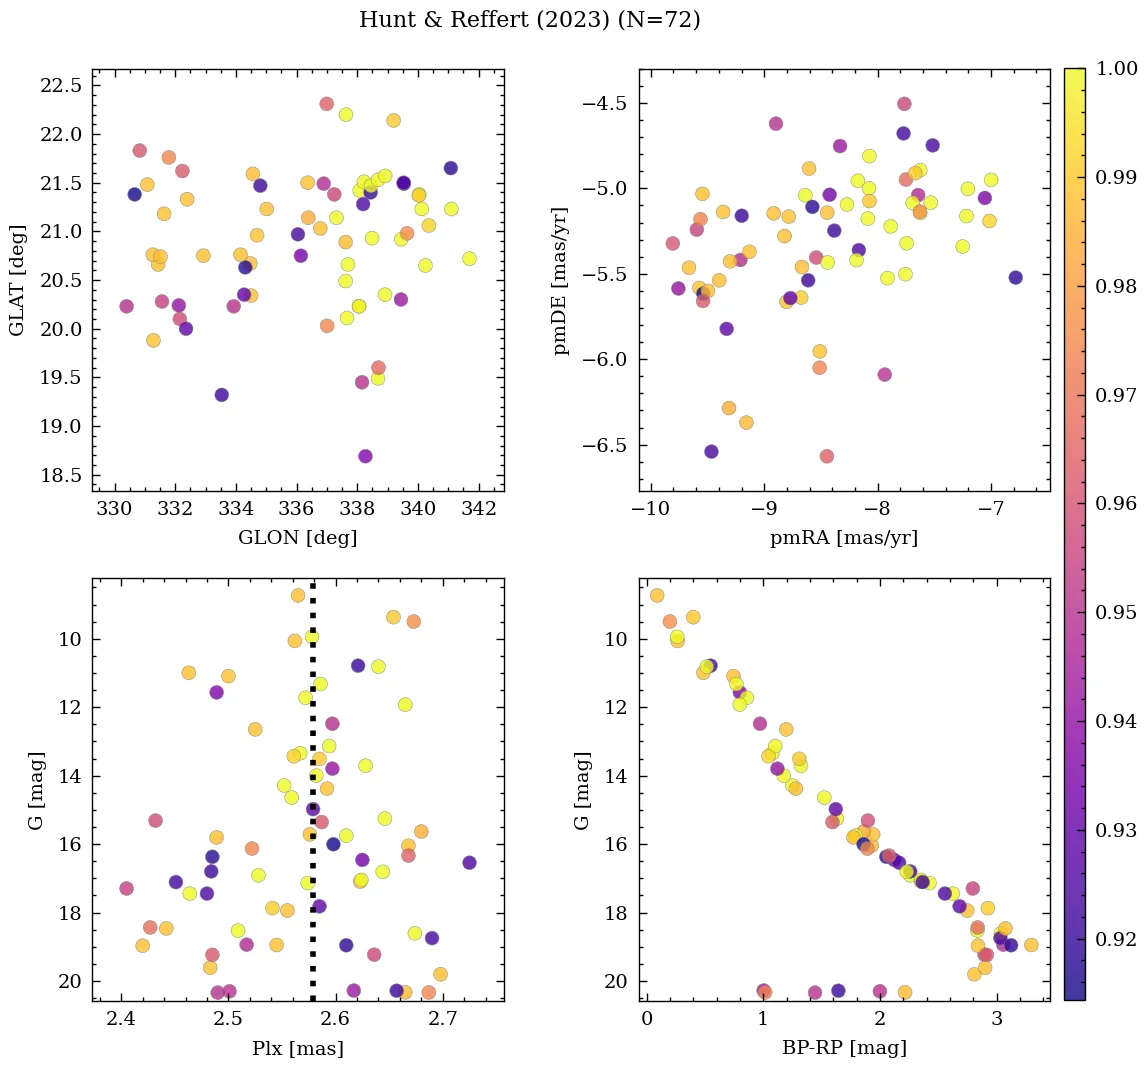 Hunt & Reffert (2023) (N=72)
22.5
22.0
21.5
21.0
20.5
20.0
19.5
19.0
18.5
GLAT [deg]
330 332 334 336 338 340 342
GLON [deg]
−4.5
−5.0
−5.5
−6.0
−6.5
pmDE [mas/yr]
−10 −9 −8 −7
pmRA [mas/yr]
10
12
14
16
18
20
G [mag]
2.4 2.5 2.6 2.7
Plx [mas]
10
12
14
16
18
20
G [mag]
0 1 2 3
BP-RP [mag]
1.00
0.99
0.98
0.97
0.96
0.95
0.94
0.93
0.92